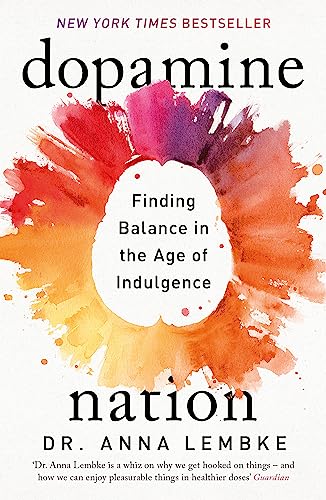 NEW YORK TIMES BESTSELLER
dopamine
Finding
Balance in
the Age of
Indulgence
nation
DR. ANNA LEMBKE
‘Dr. Anna Lembke is a whiz on why we get hooked on things – and
how we can enjoy pleasurable things in healthier doses’ Guardian